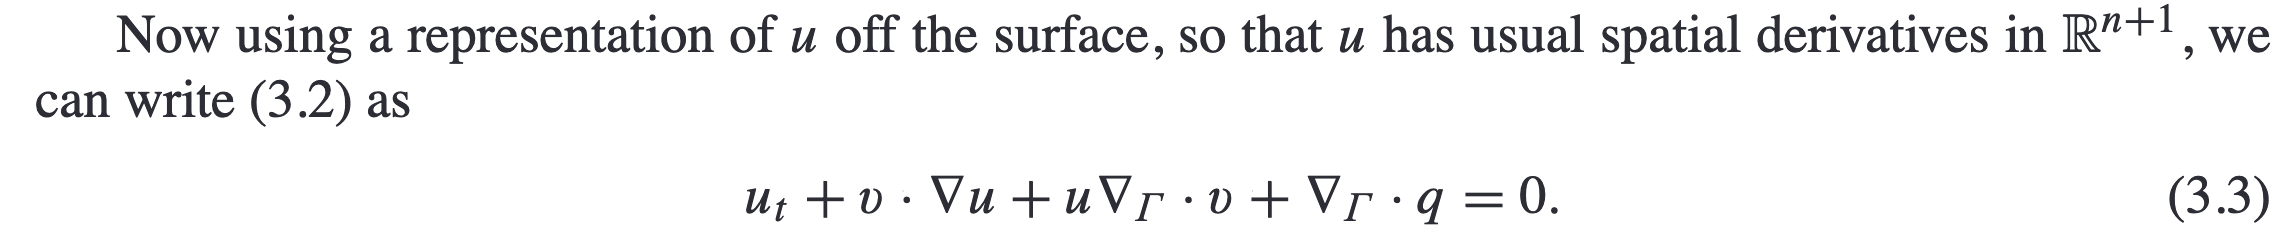 Now using a representation of u off the surface, so that u has usual spatial derivatives in ℝⁿ⁺¹, we
can write (3.2) as
uₜ + v · ∇u + u∇_Γ · v + ∇_Γ · q = 0. (3.3)